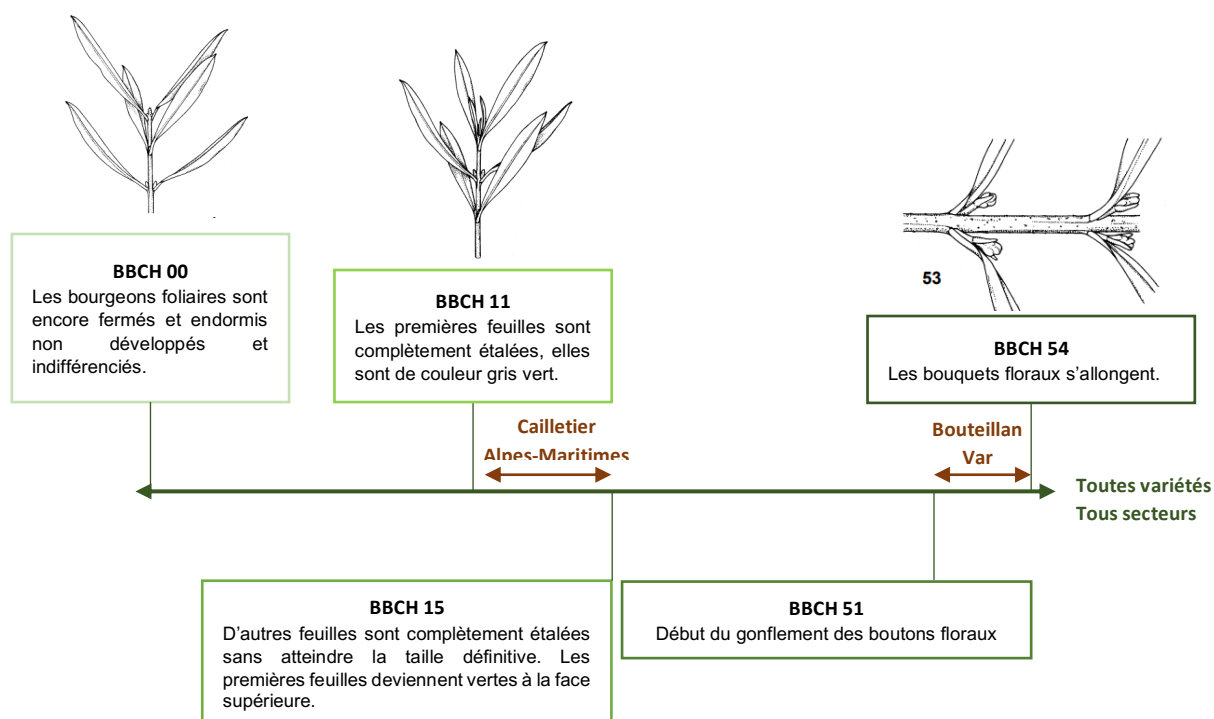 BBCH 00
Les bourgeons foliaires sont
encore fermés et endormis
non développés et
indifférenciés.
BBCH 11
Les premières feuilles sont
complètement étalées, elles
sont de couleur gris vert.
53
BBCH 54
Les bouquets floraux s’allongent.
Cailletier
Alpes-Maritimes
Bouteillan
Var
Toutes variétés
Tous secteurs
BBCH 15
D’autres feuilles sont complètement étalées
sans atteindre la taille définitive. Les
premières feuilles deviennent vertes à la face
supérieure.
BBCH 51
Début du gonflement des boutons floraux